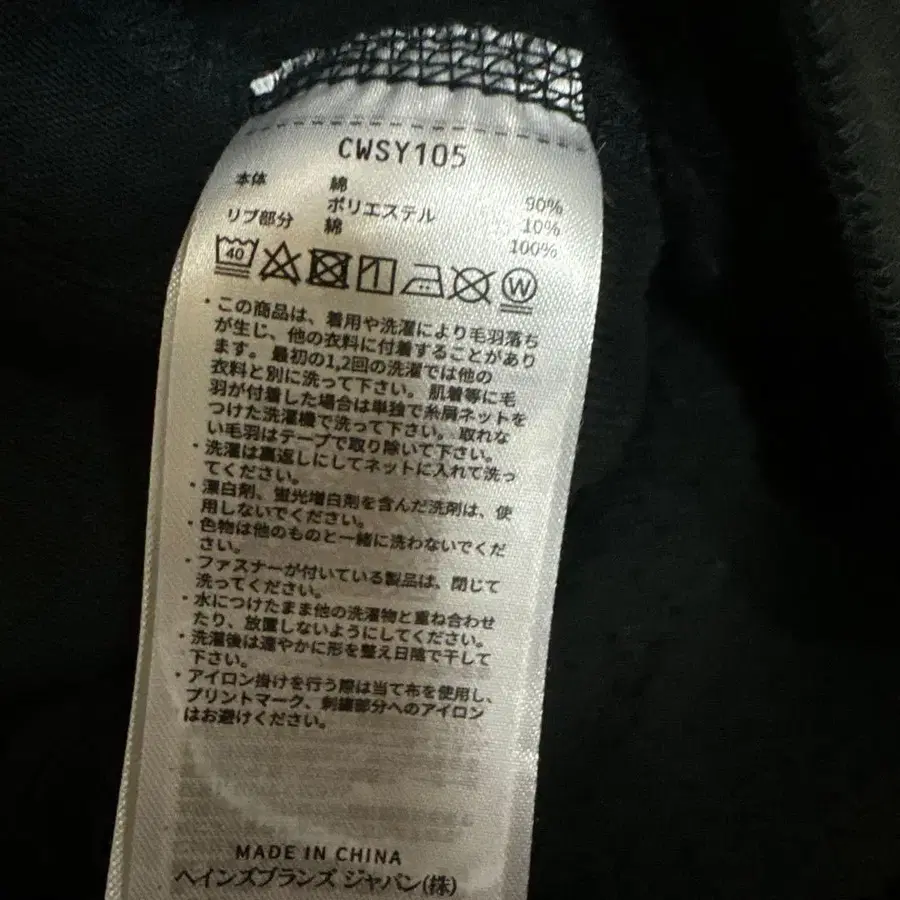 CWSY105
本体 綿 90%
ポリエステル 10%
リブ部分 綿 100%
40 W
・この商品は、着用や洗濯により毛羽落ち
が生じ、他の衣料に付着することがあり
ます。最初の1,2回の洗濯では他の
衣料と別に洗って下さい。肌着等に毛
羽が付着した場合は単独で糸屑ネットを
つけた洗濯機で洗って下さい。取れな
い毛羽はテープで取り除いて下さい。
・洗濯は裏返しにしてネットに入れて洗っ
てください。
・漂白剤、蛍光増白剤を含んだ洗剤は、使
用しないでください。
・色物は他のものと一緒に洗わないでくだ
さい。
・ファスナーが付いている製品は、閉じて
洗ってください。
・水につけたまま他の洗濯物と重ね合わせ
たり、放置しないようにしてください。
・洗濯後は速やかに形を整え日陰で干して
下さい。
・アイロン掛けを行う際は当て布を使用し、
プリントマーク、刺繍部分へのアイロン
はお避けください。
MADE IN CHINA
ヘインズブランズ ジャパン(株)